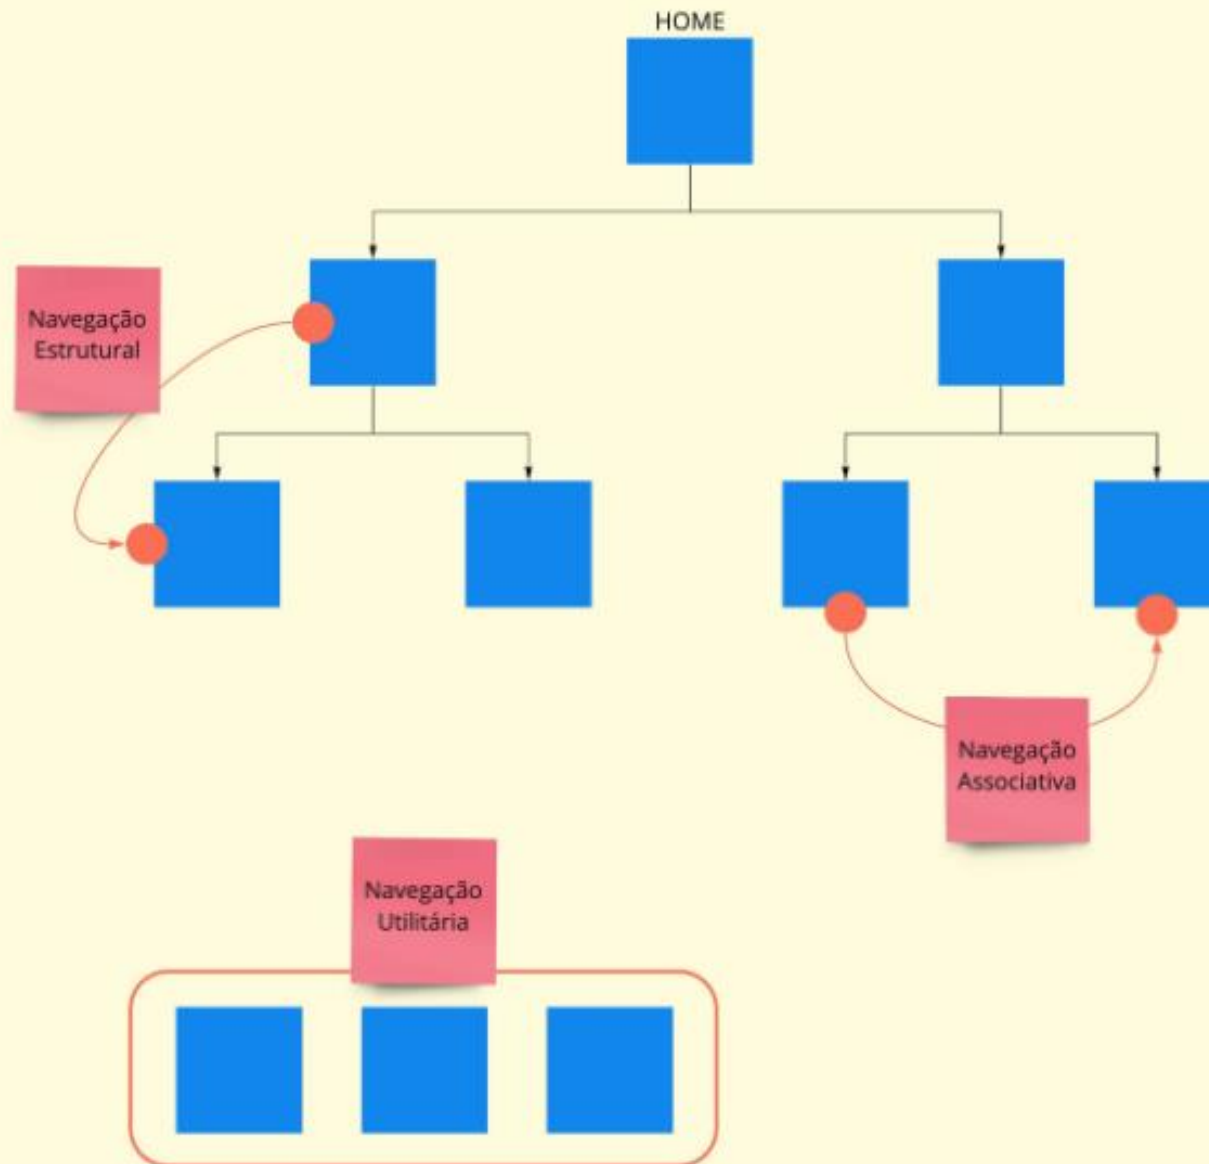 HOME
Navegação
Estrutural
Navegação
Associativa
Navegação
Utilitária